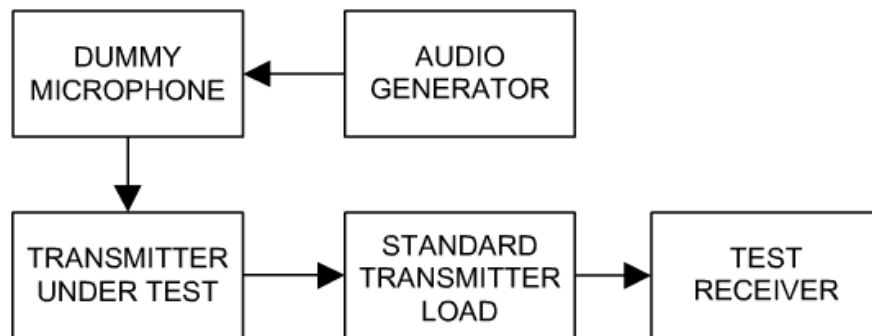 DUMMY
MICROPHONE
AUDIO
GENERATOR
TRANSMITTER
UNDER TEST
STANDARD
TRANSMITTER
LOAD
TEST
RECEIVER